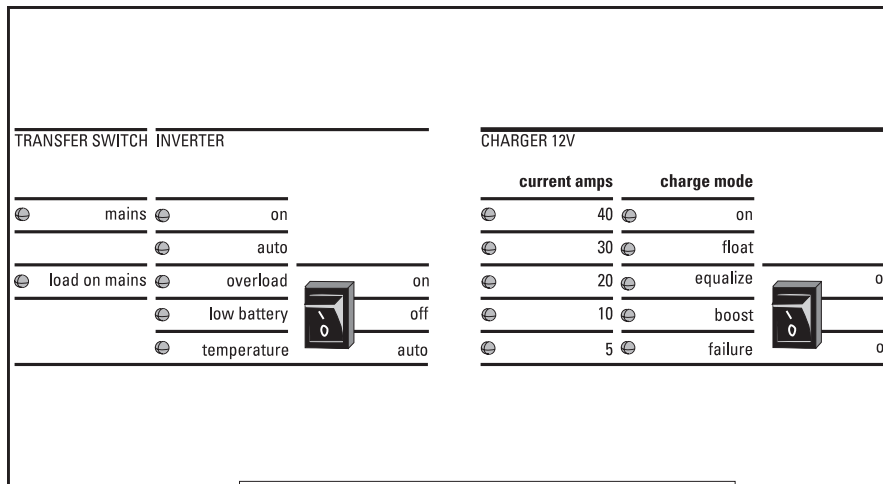 TRANSFER SWITCH INVERTER CHARGER 12V
current amps charge mode
mains on 40 on
auto 30 float
load on mains overload on 20 equalize
low battery off 10 boost
temperature auto 5 failure